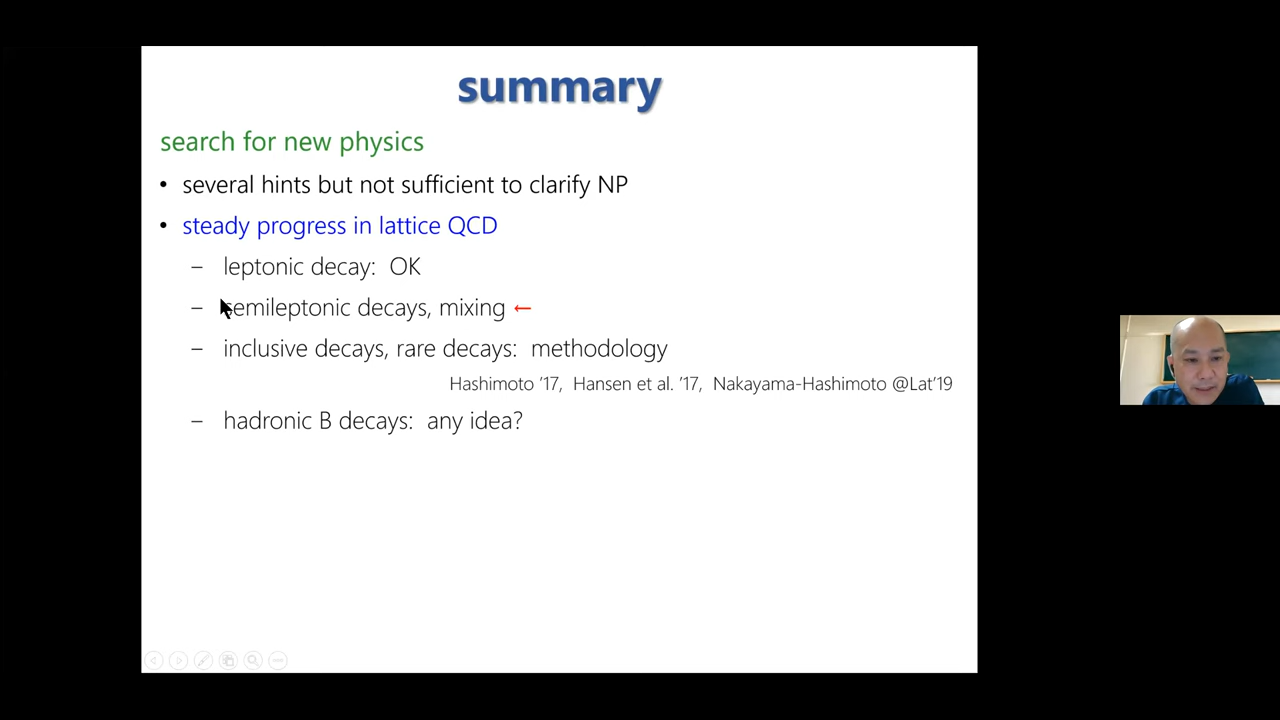 summary
search for new physics
• several hints but not sufficient to clarify NP
• steady progress in lattice QCD
– leptonic decay: OK
– semileptonic decays, mixing ←
– inclusive decays, rare decays: methodology
Hashimoto ’17, Hansen et al. ’17, Nakayama-Hashimoto @Lat’19
– hadronic B decays: any idea?